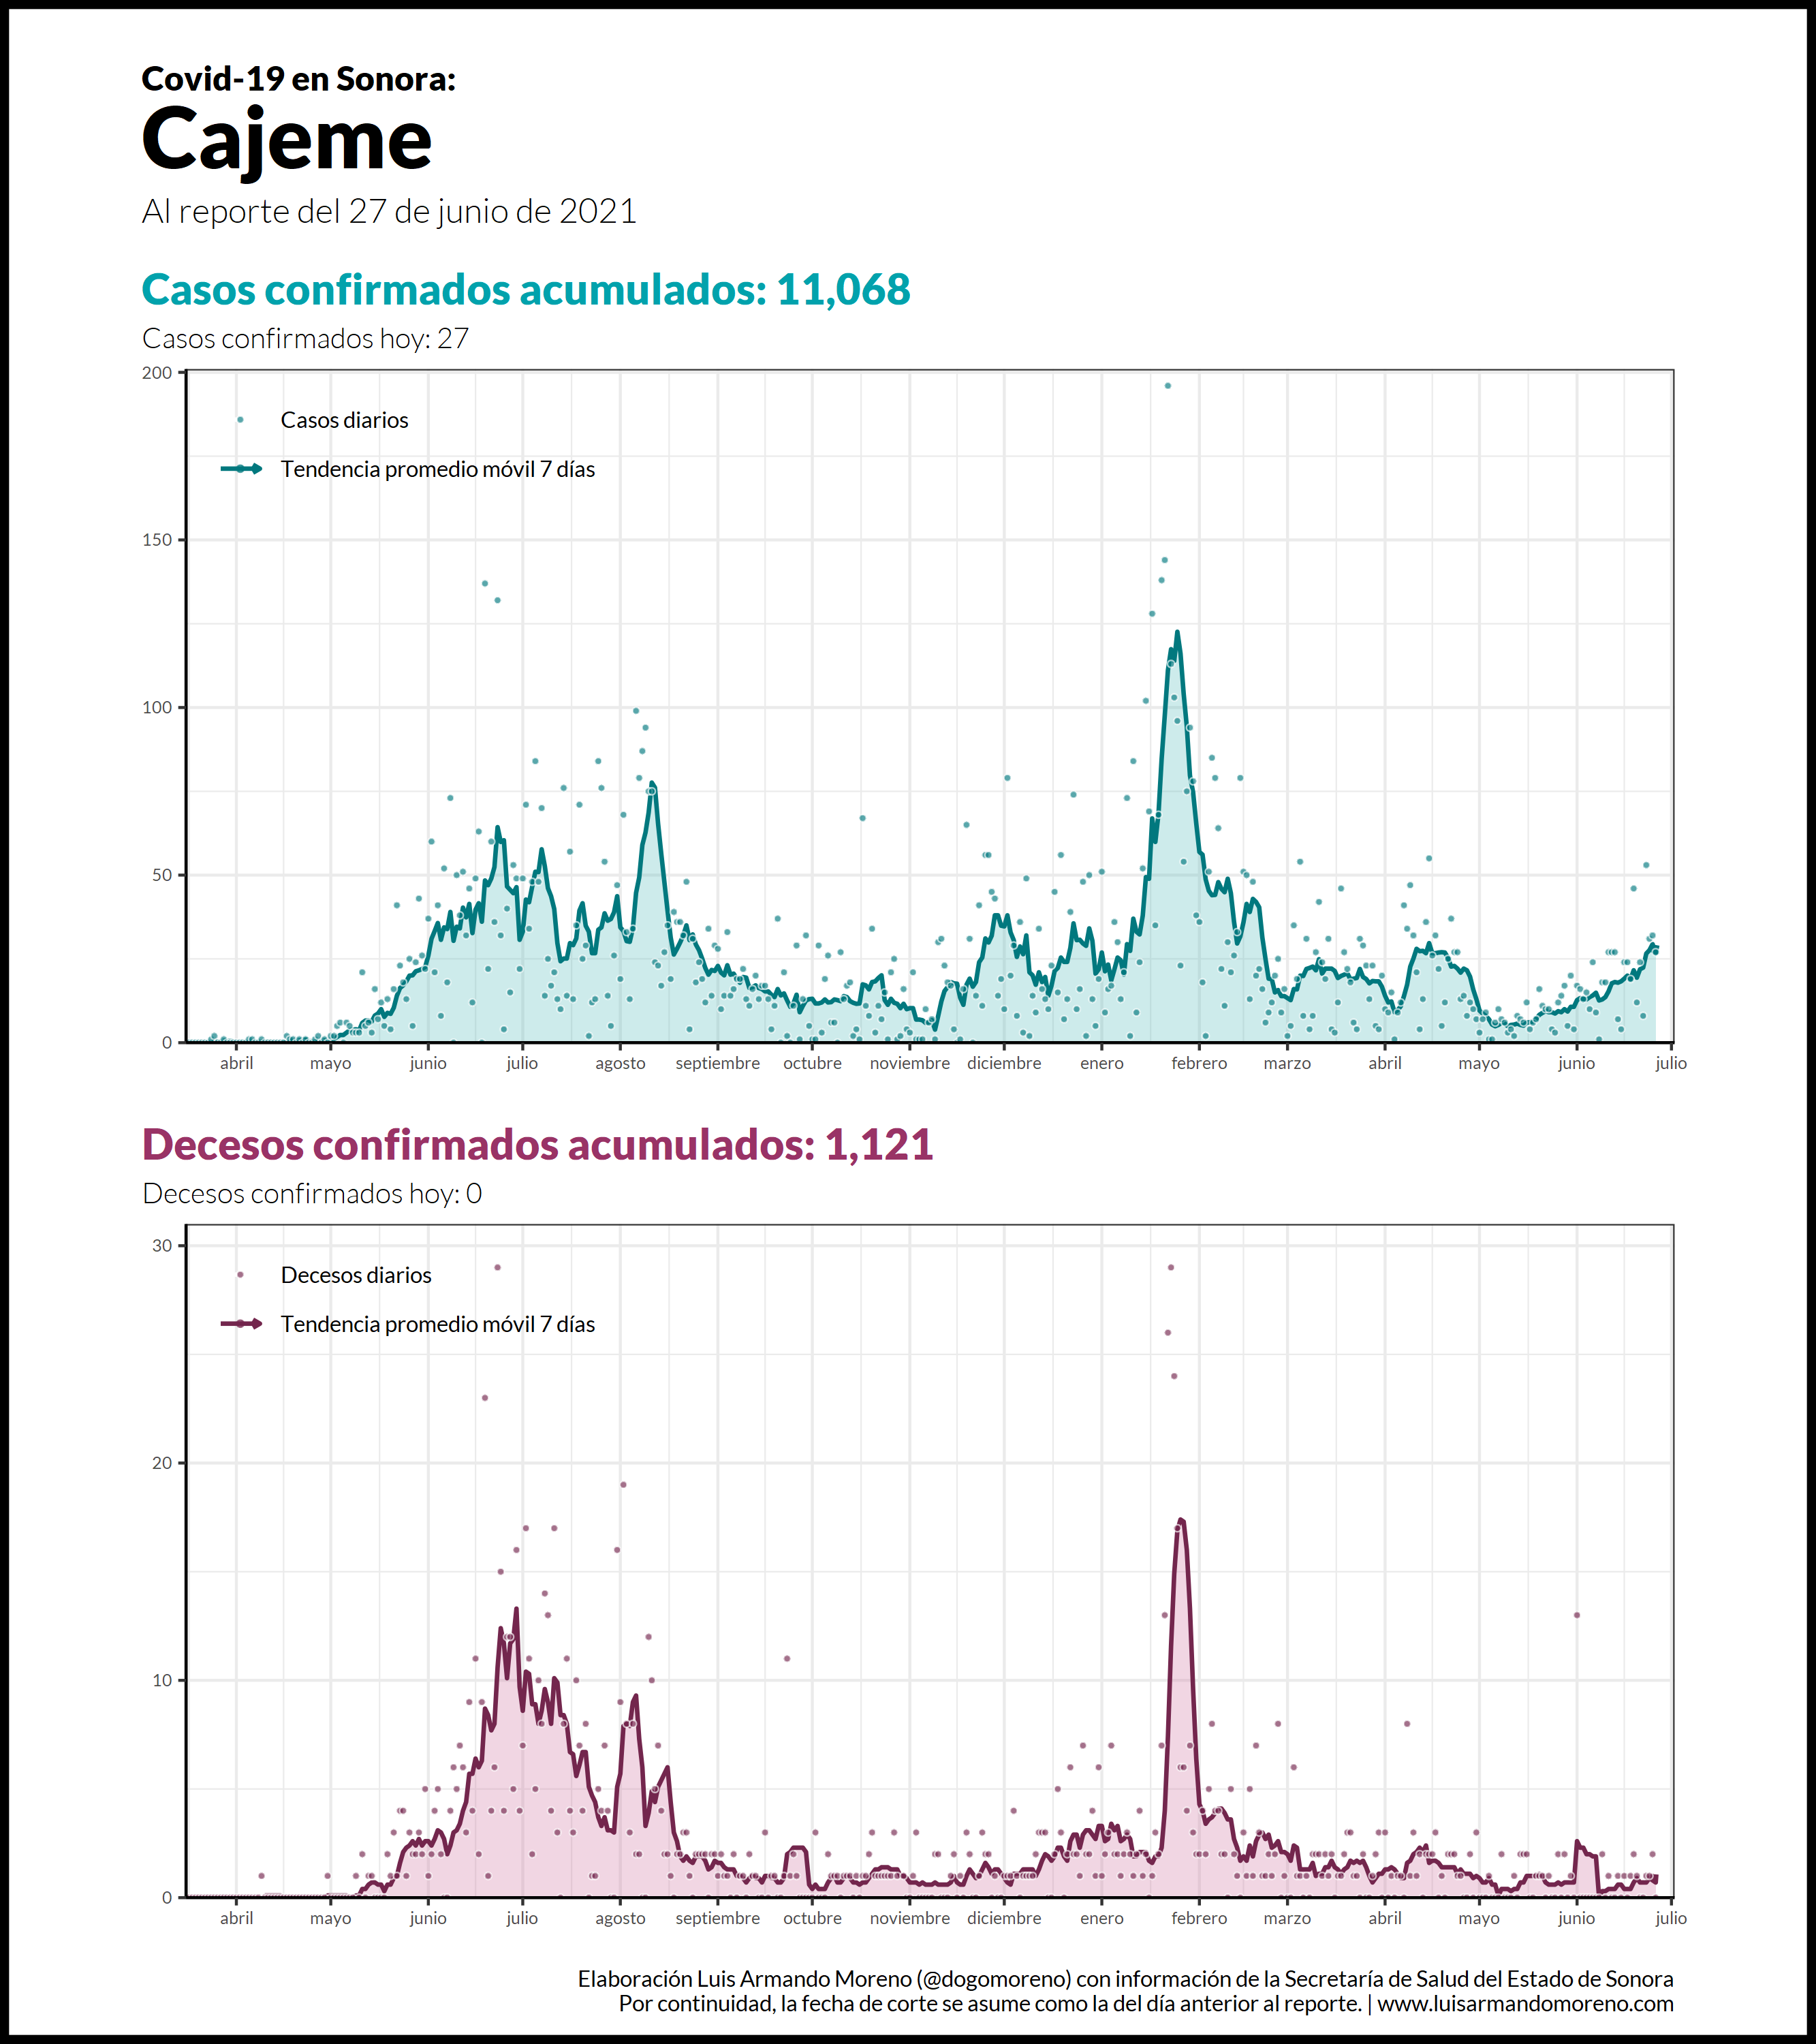 Covid-19 en Sonora:
Cajeme
Al reporte del 27 de junio de 2021
Casos confirmados acumulados: 11,068
Casos confirmados hoy: 27
200
150
100
50
0
Casos diarios
Tendencia promedio móvil 7 días
abril mayo junio julio agosto septiembre octubre noviembre diciembre enero febrero marzo abril mayo junio julio
Decesos confirmados acumulados: 1,121
Decesos confirmados hoy: 0
30
20
10
0
Decesos diarios
Tendencia promedio móvil 7 días
abril mayo junio julio agosto septiembre octubre noviembre diciembre enero febrero marzo abril mayo junio julio
Elaboración Luis Armando Moreno (@dogomoreno) con información de la Secretaría de Salud del Estado de Sonora
Por continuidad, la fecha de corte se asume como la del día anterior al reporte. | www.luisarmandomoreno.com